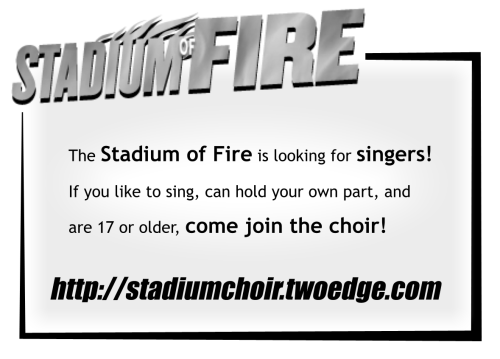 STADIUM OF FIRE
The Stadium of Fire is looking for singers!
If you like to sing, can hold your own part, and
are 17 or older, come join the choir!
http://stadiumchoir.twoedge.com